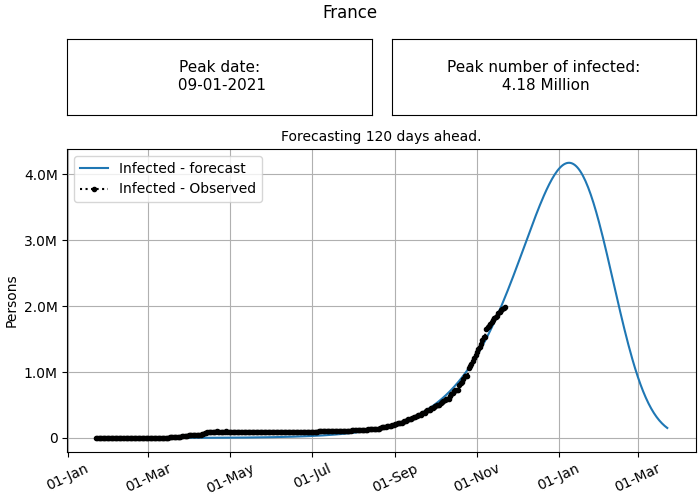 France
Peak date:
09-01-2021
Peak number of infected:
4.18 Million
Forecasting 120 days ahead.
Infected - forecast
Infected - Observed
4.0M
3.0M
2.0M
1.0M
0
Persons
01-Jan
01-Mar
01-May
01-Jul
01-Sep
01-Nov
01-Jan
01-Mar